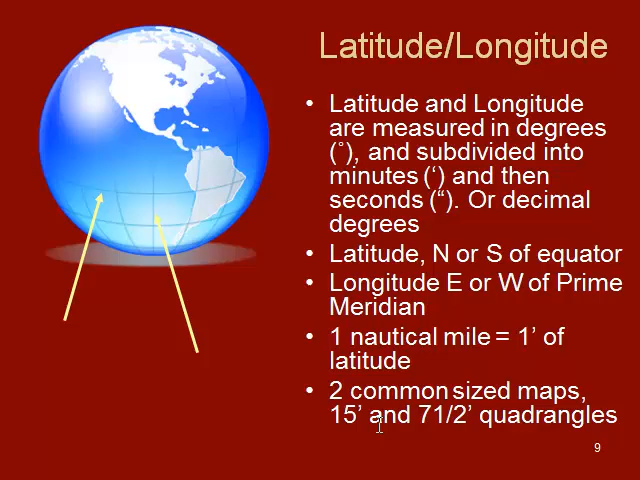 Latitude/Longitude
• Latitude and Longitude
are measured in degrees
(˚), and subdivided into
minutes (‘) and then
seconds (“). Or decimal
degrees
• Latitude, N or S of equator
• Longitude E or W of Prime
Meridian
• 1 nautical mile = 1’ of
latitude
• 2 common sized maps,
15’ and 71/2’ quadrangles
9